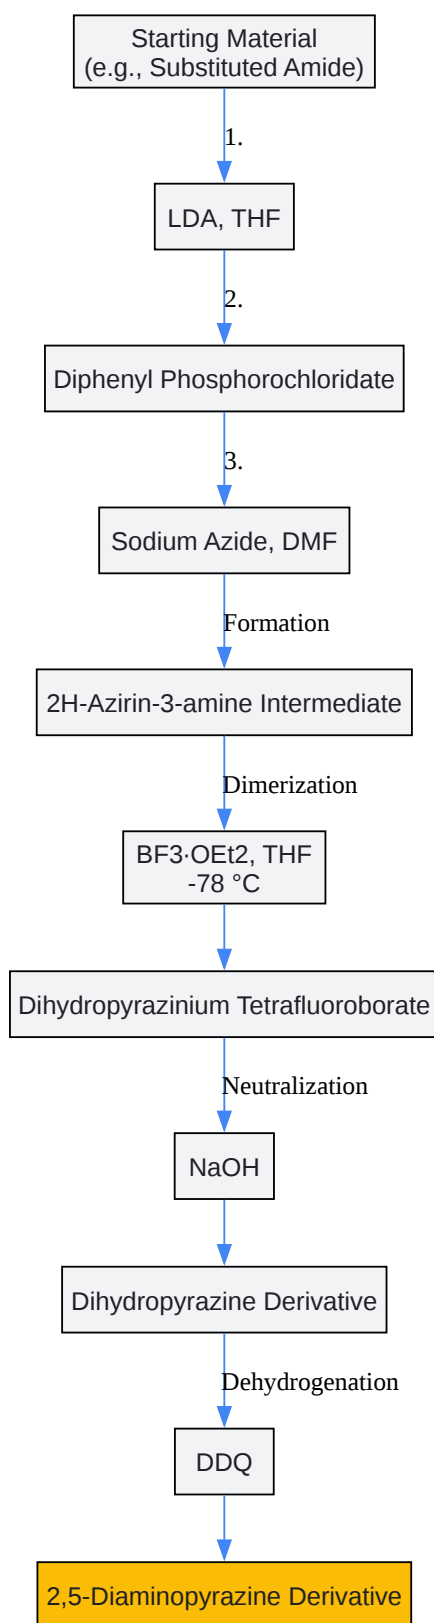 Starting Material
(e.g., Substituted Amide)
1.
LDA, THF
2.
Diphenyl Phosphorochloridate
3.
Sodium Azide, DMF
Formation
2H-Azirin-3-amine Intermediate
Dimerization
BF3·OEt2, THF
-78 °C
Dihydropyrazinium Tetrafluoroborate
Neutralization
NaOH
Dihydropyrazine Derivative
Dehydrogenation
DDQ
2,5-Diaminopyrazine Derivative